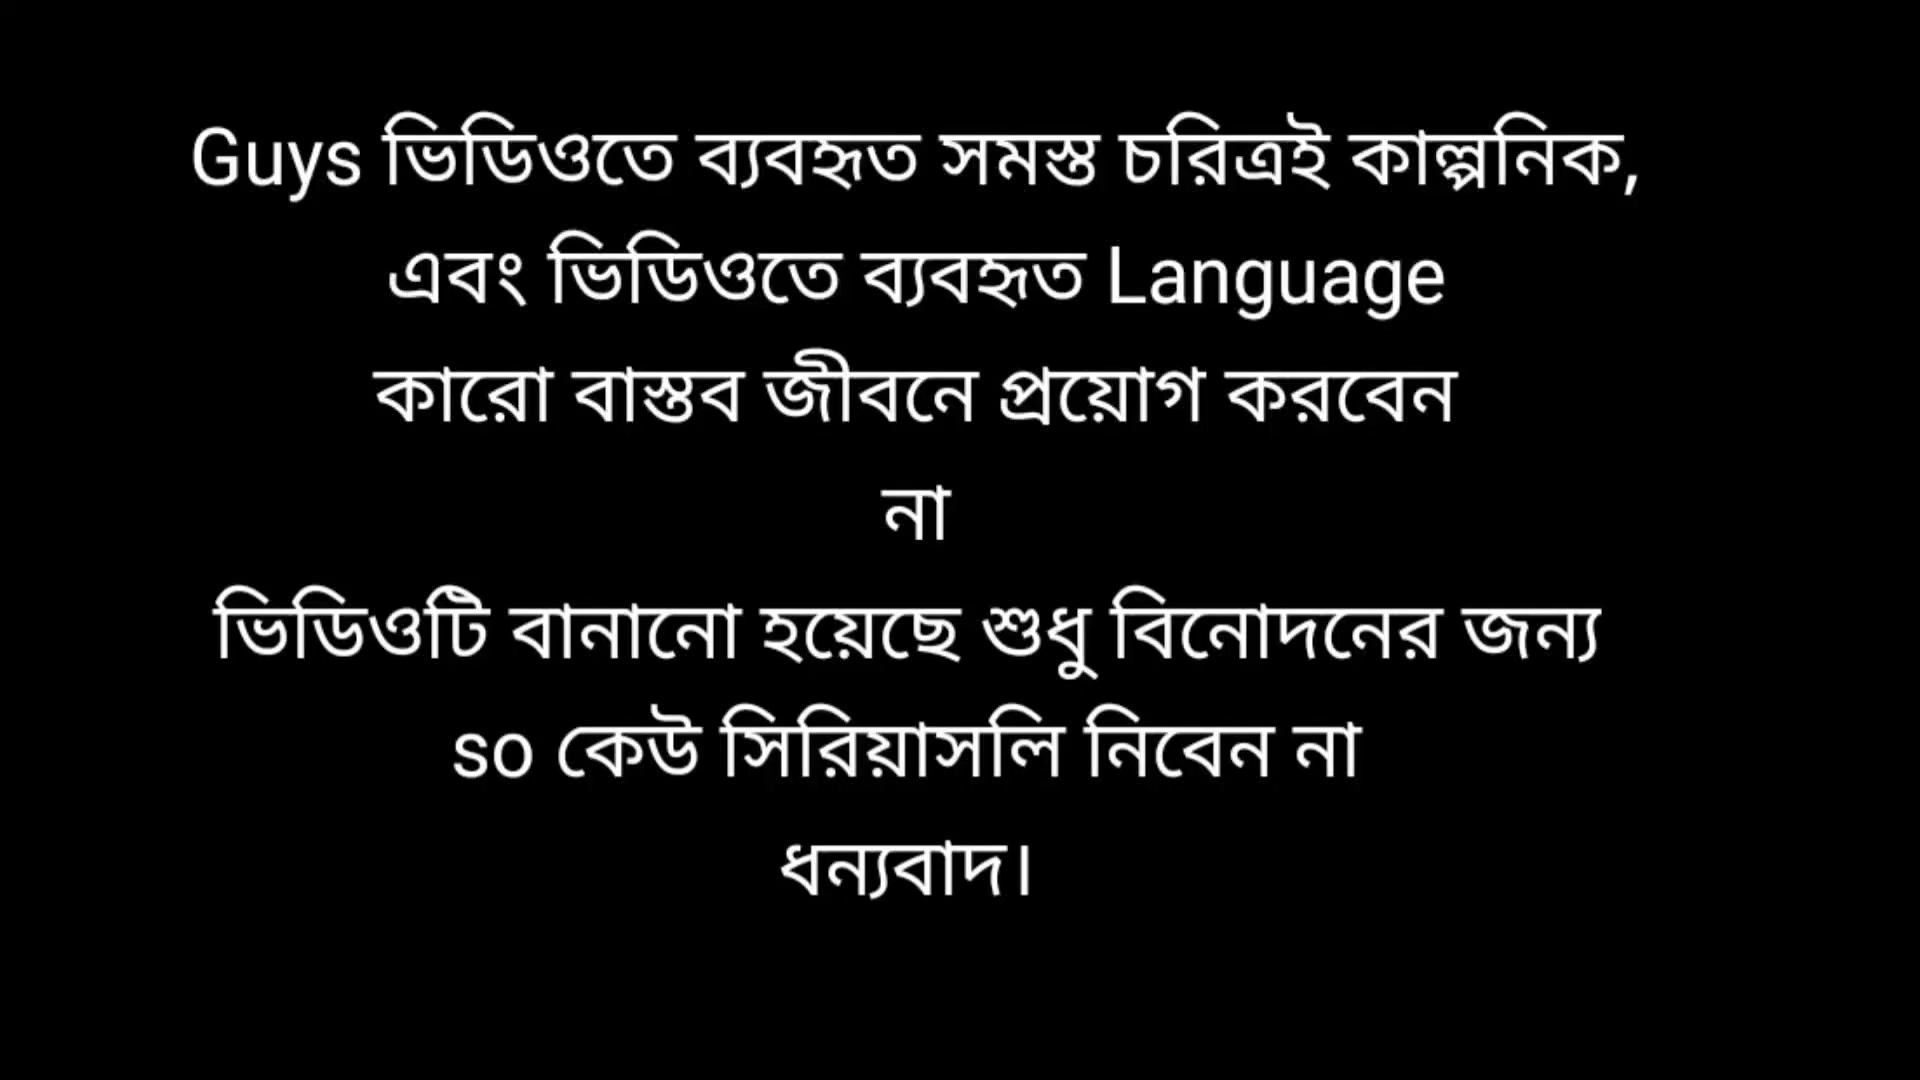 Guys ভিডিওতে ব্যবহৃত সমস্ত চরিত্রই কাল্পনিক,
এবং ভিডিওতে ব্যবহৃত Language
কারো বাস্তব জীবনে প্রয়োগ করবেন
না
ভিডিওটি বানানো হয়েছে শুধু বিনোদনের জন্য
so কেউ সিরিয়াসলি নিবেন না
ধন্যবাদ।